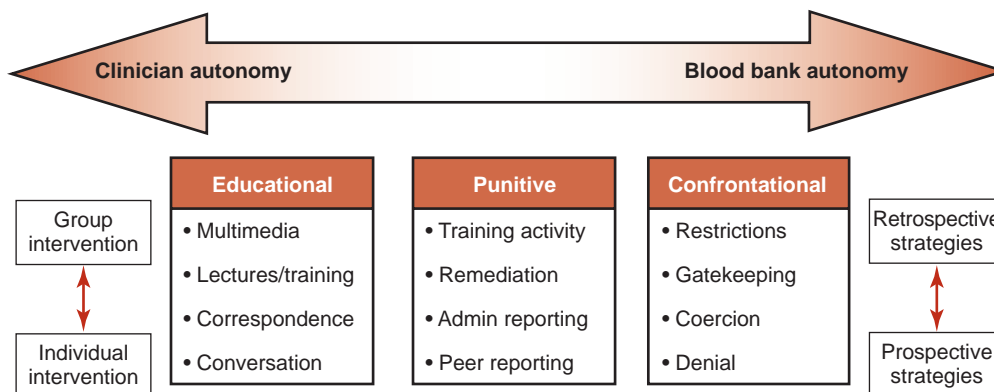 Clinician autonomy
Blood bank autonomy
Group
intervention
Individual
intervention
Educational
• Multimedia
• Lectures/training
• Correspondence
• Conversation
Punitive
• Training activity
• Remediation
• Admin reporting
• Peer reporting
Confrontational
• Restrictions
• Gatekeeping
• Coercion
• Denial
Retrospective
strategies
Prospective
strategies